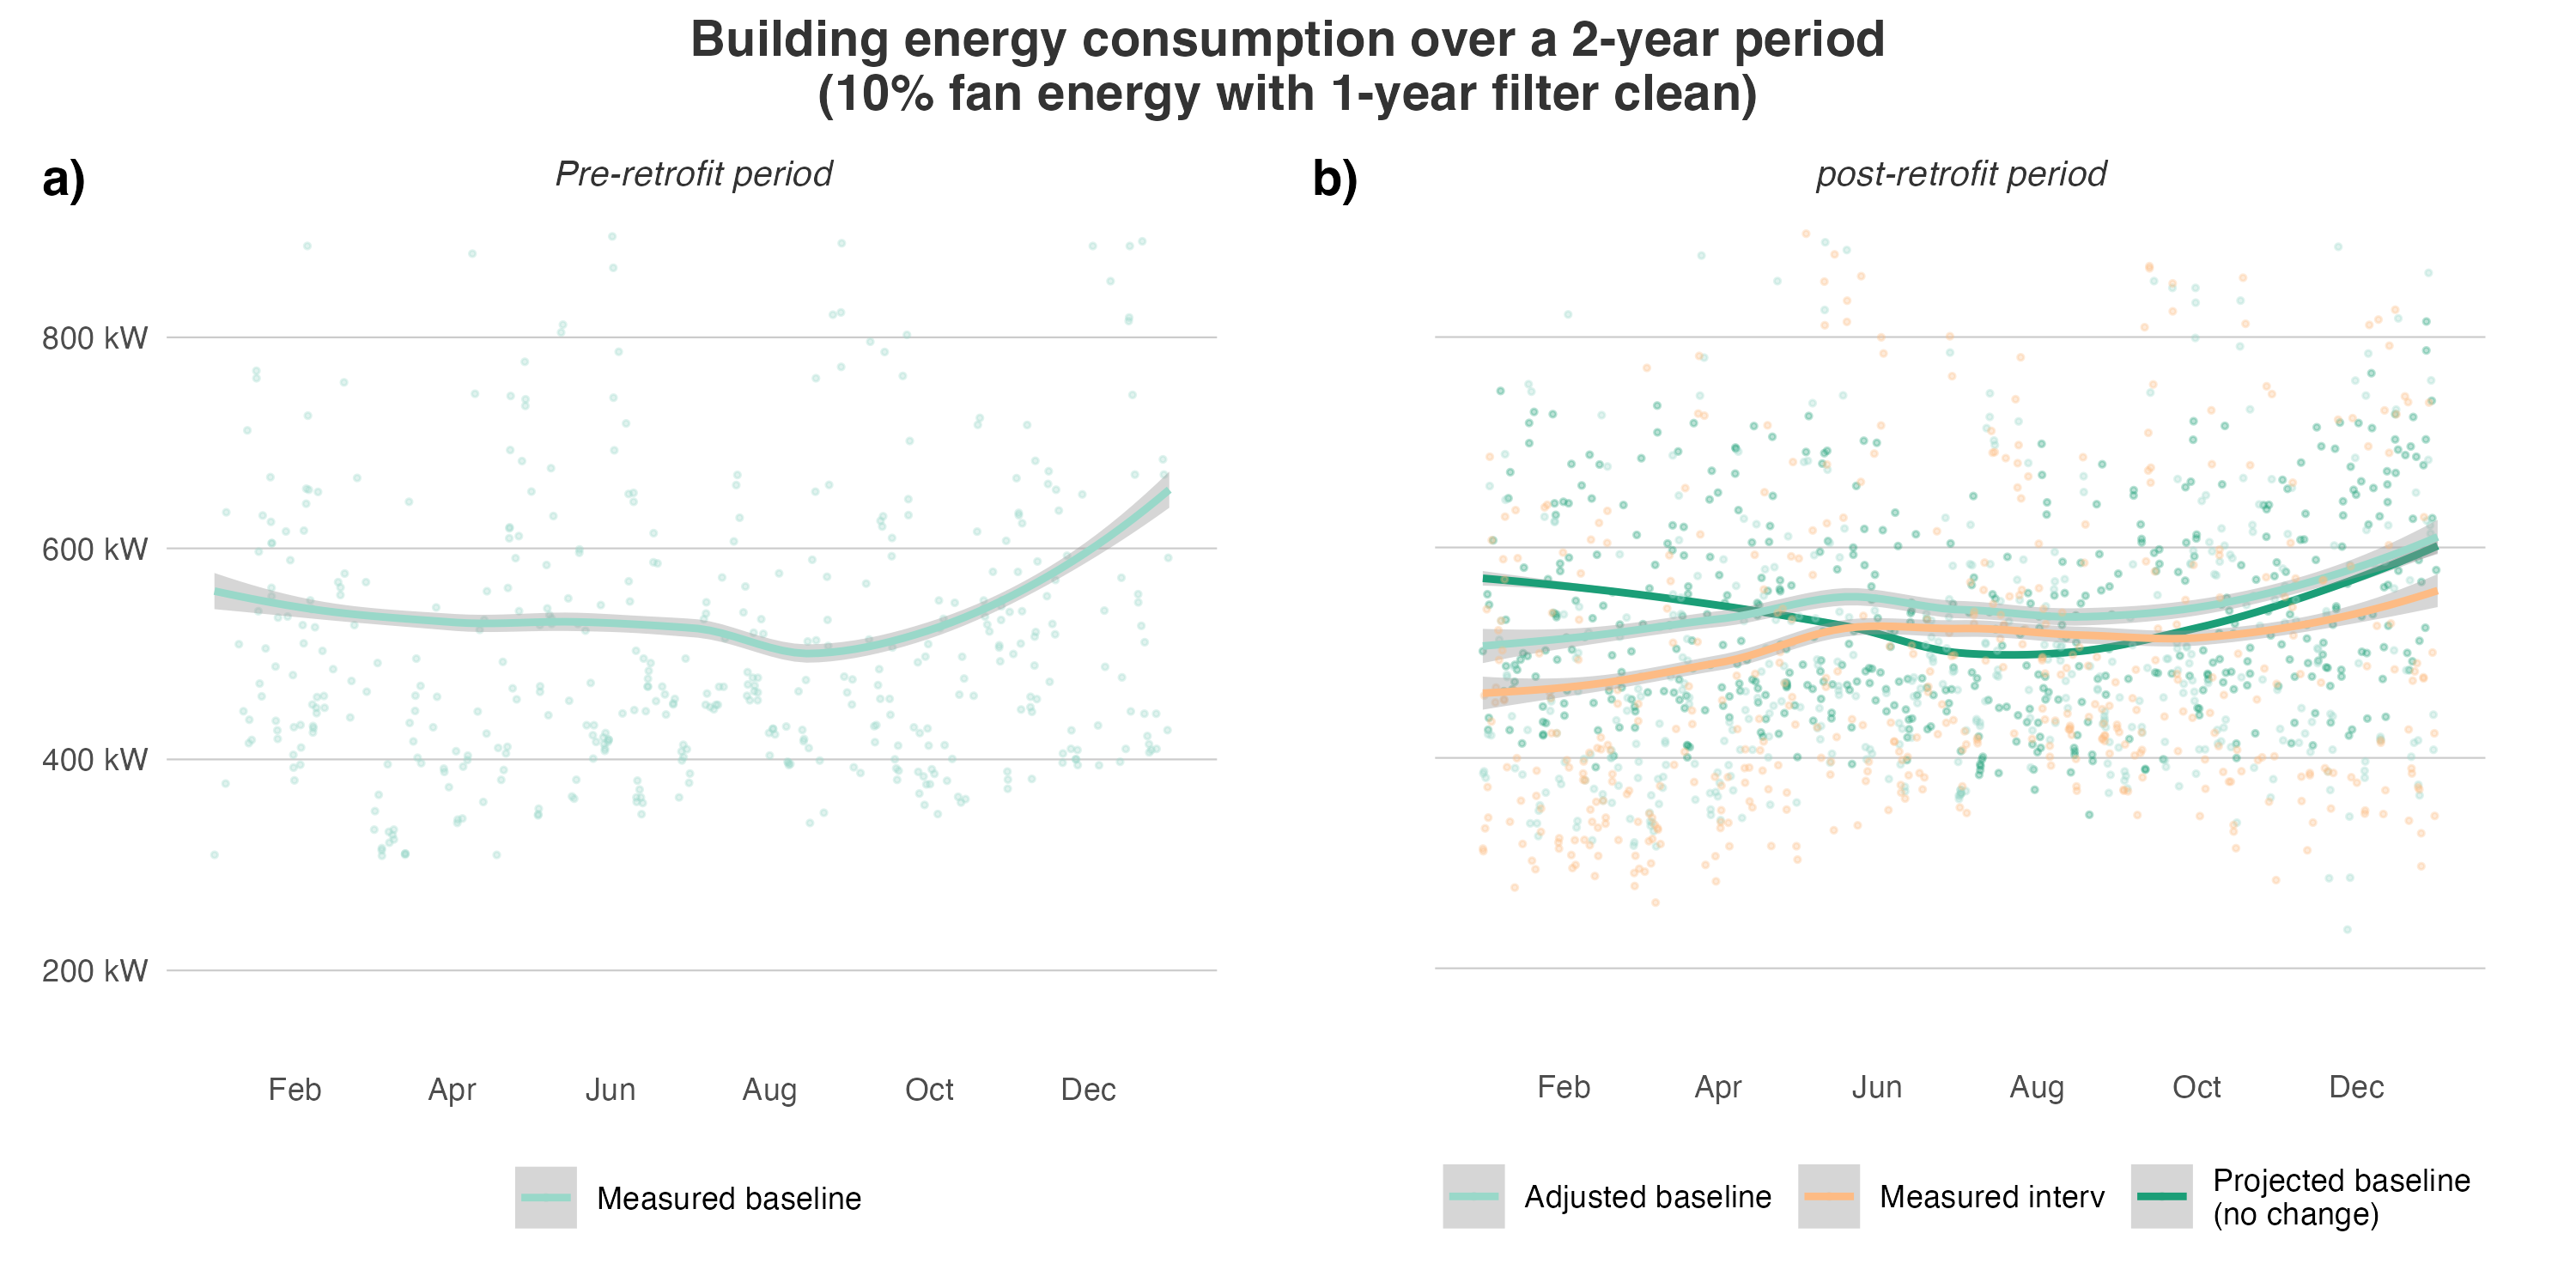 Building energy consumption over a 2-year period
(10% fan energy with 1-year filter clean)
a)
Pre-retrofit period
800 kW
600 kW
400 kW
200 kW
Feb Apr Jun Aug Oct Dec
Measured baseline
b)
post-retrofit period
Feb Apr Jun Aug Oct Dec
Adjusted baseline
Measured interv
Projected baseline
(no change)